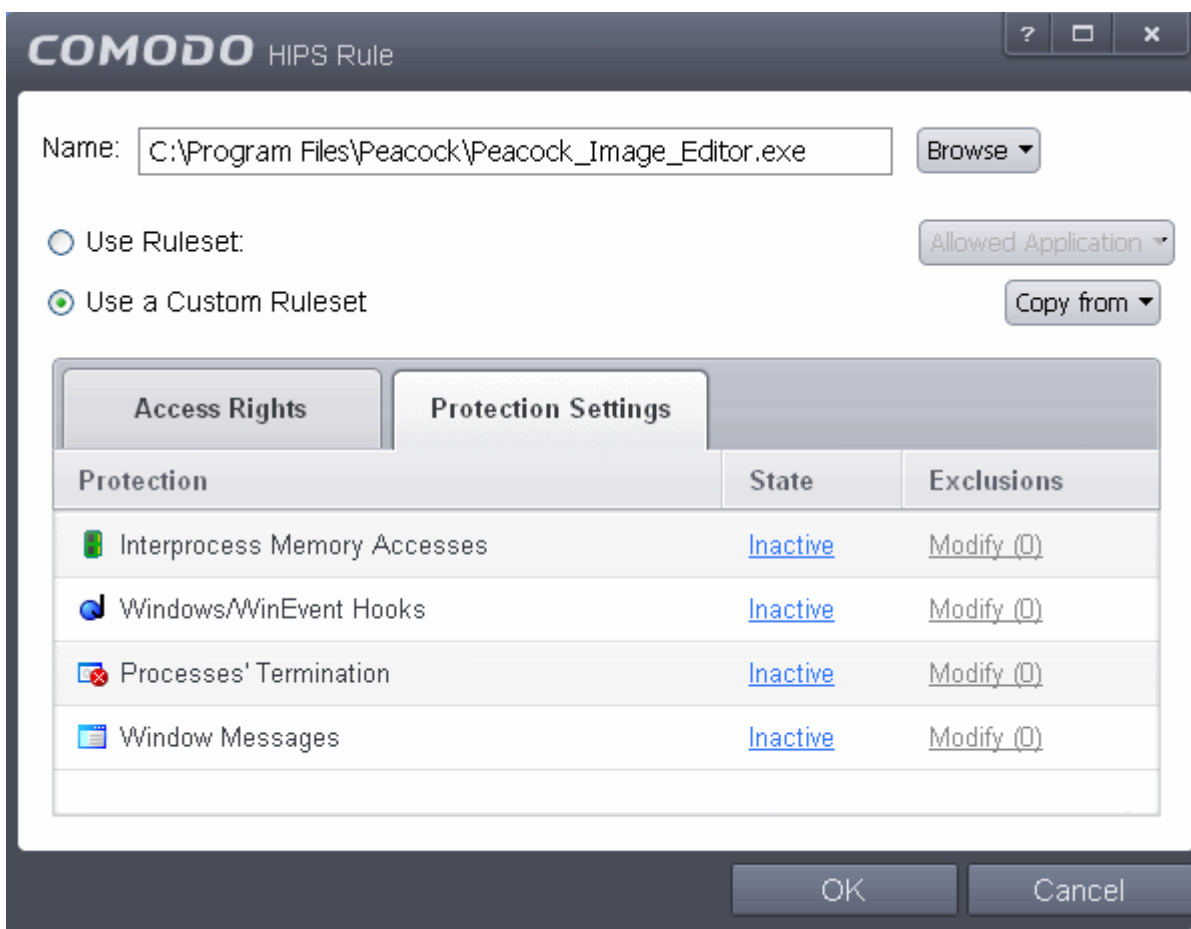 COMODO HIPS Rule
?
Name: C:\Program Files\Peacock\Peacock_Image_Editor.exe Browse
Use Ruleset: Allowed Application
Use a Custom Ruleset Copy from
Access Rights Protection Settings
Protection State Exclusions
Interprocess Memory Accesses Inactive Modify (0)
Windows/WinEvent Hooks Inactive Modify (0)
Processes' Termination Inactive Modify (0)
Window Messages Inactive Modify (0)
OK Cancel